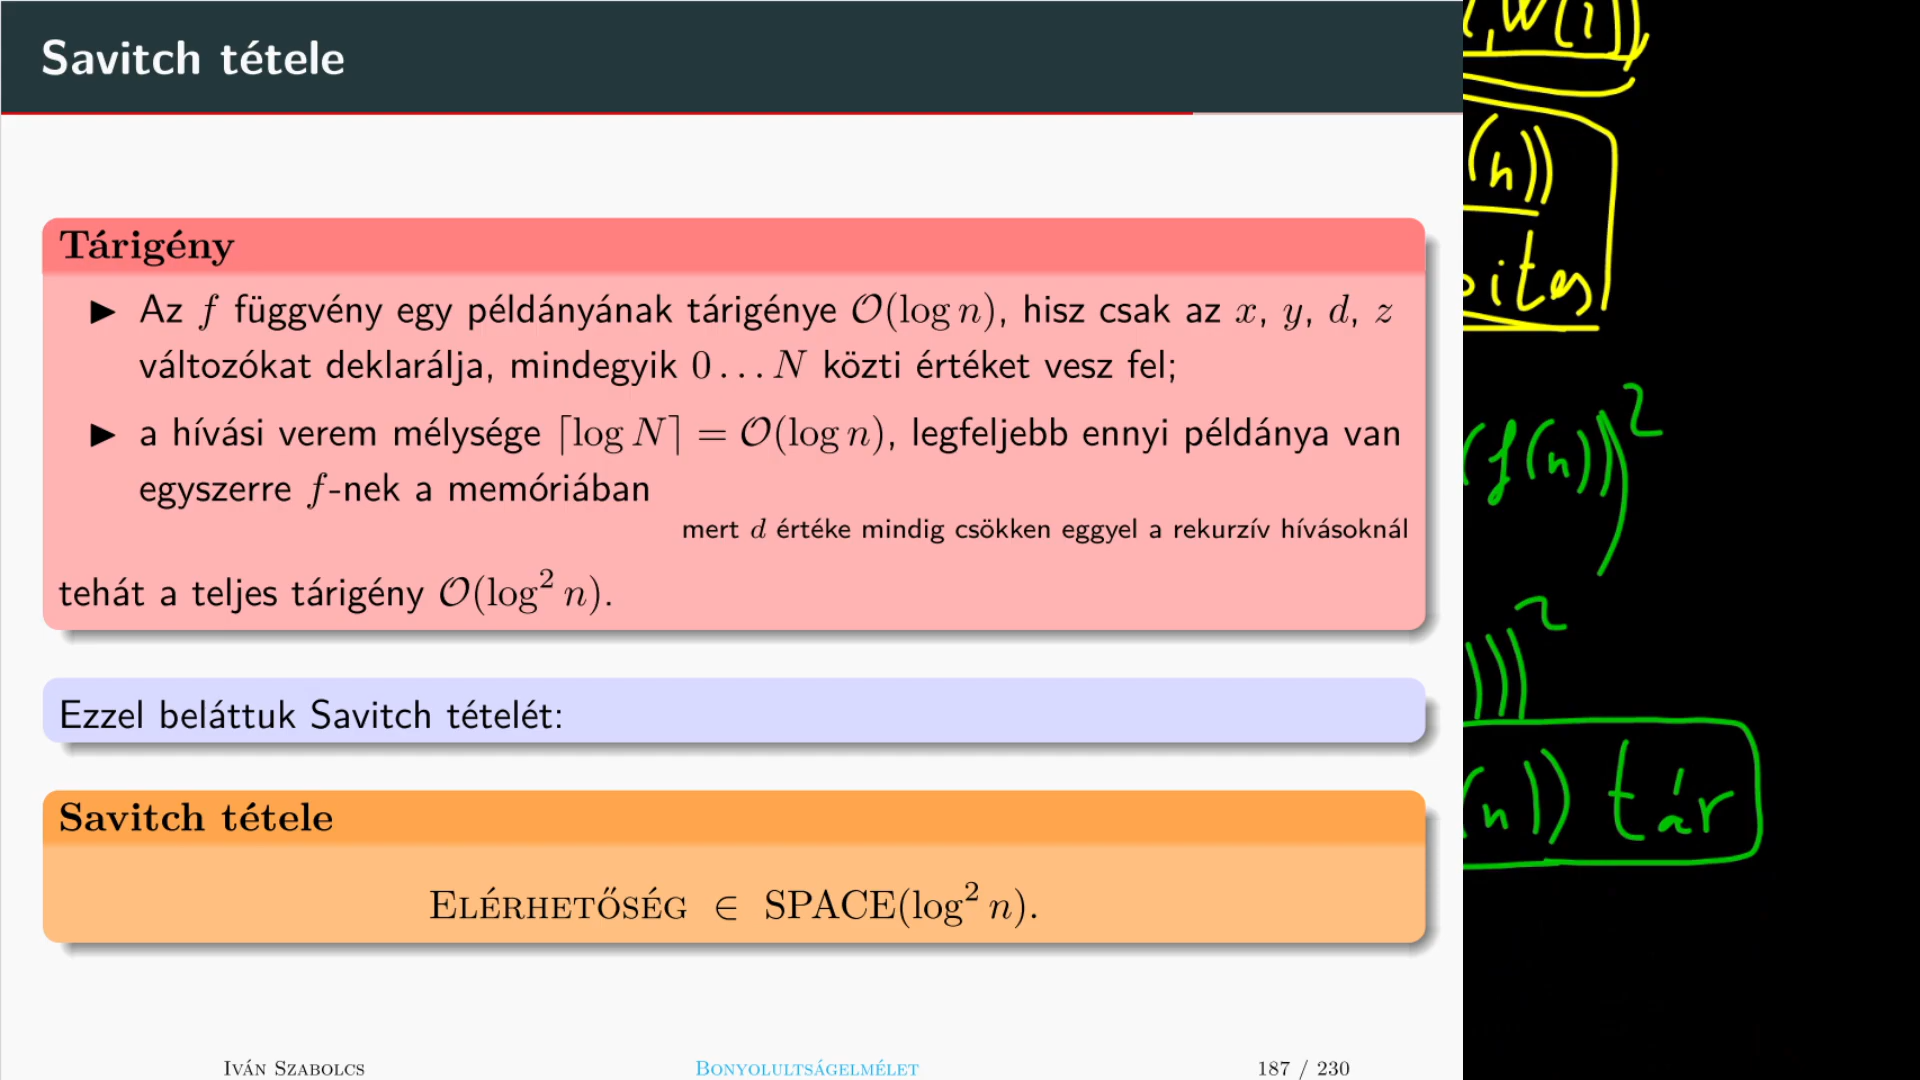 Savitch tétele
Tárigény
▶ Az f függvény egy példányának tárigénye 𝒪(log n), hisz csak az x, y, d, z
változókat deklarálja, mindegyik 0…N közti értéket vesz fel;
▶ a hívási verem mélysége ⌈log N⌉ = 𝒪(log n), legfeljebb ennyi példánya van
egyszerre f-nek a memóriában
mert d értéke mindig csökken eggyel a rekurzív hívásoknál
tehát a teljes tárigény 𝒪(log² n).
Ezzel beláttuk Savitch tételét:
Savitch tétele
Elérhetőség ∈ SPACE(log² n).
Iván Szabolcs
Bonyolultságelmélet
187 / 230
,W[i]),
(n))
bites
(f(n))²
)))²
(n)) tár